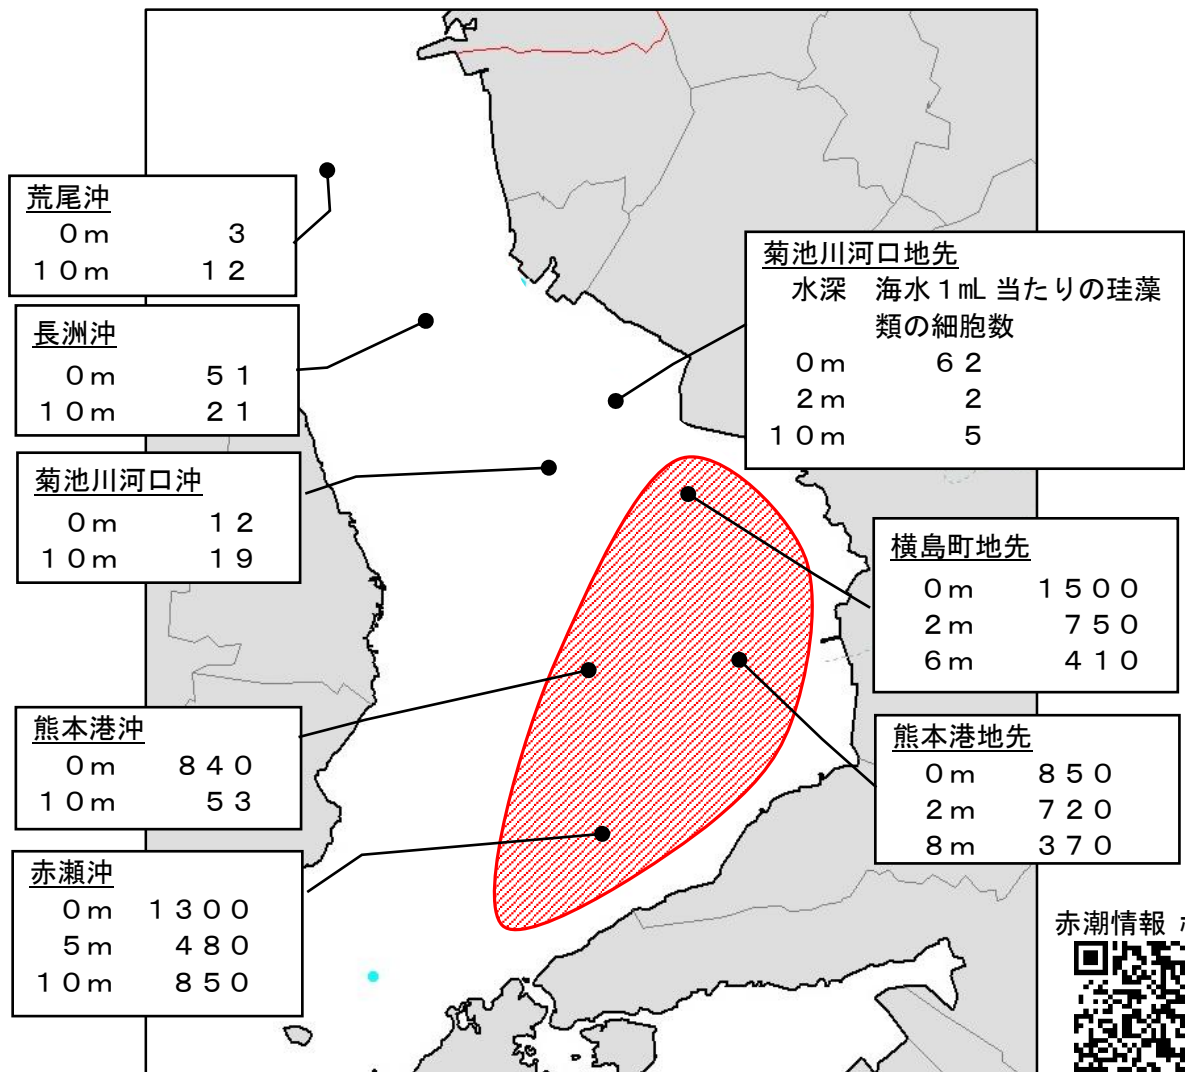 荒尾沖
0m 3
10m 12
長洲沖
0m 51
10m 21
菊池川河口沖
0m 12
10m 19
熊本港沖
0m 840
10m 53
赤瀬沖
0m 1300
5m 480
10m 850
菊池川河口地先
水深 海水1mL当たりの珪藻
類の細胞数
0m 62
2m 2
10m 5
横島町地先
0m 1500
2m 750
6m 410
熊本港地先
0m 850
2m 720
8m 370
赤潮情報